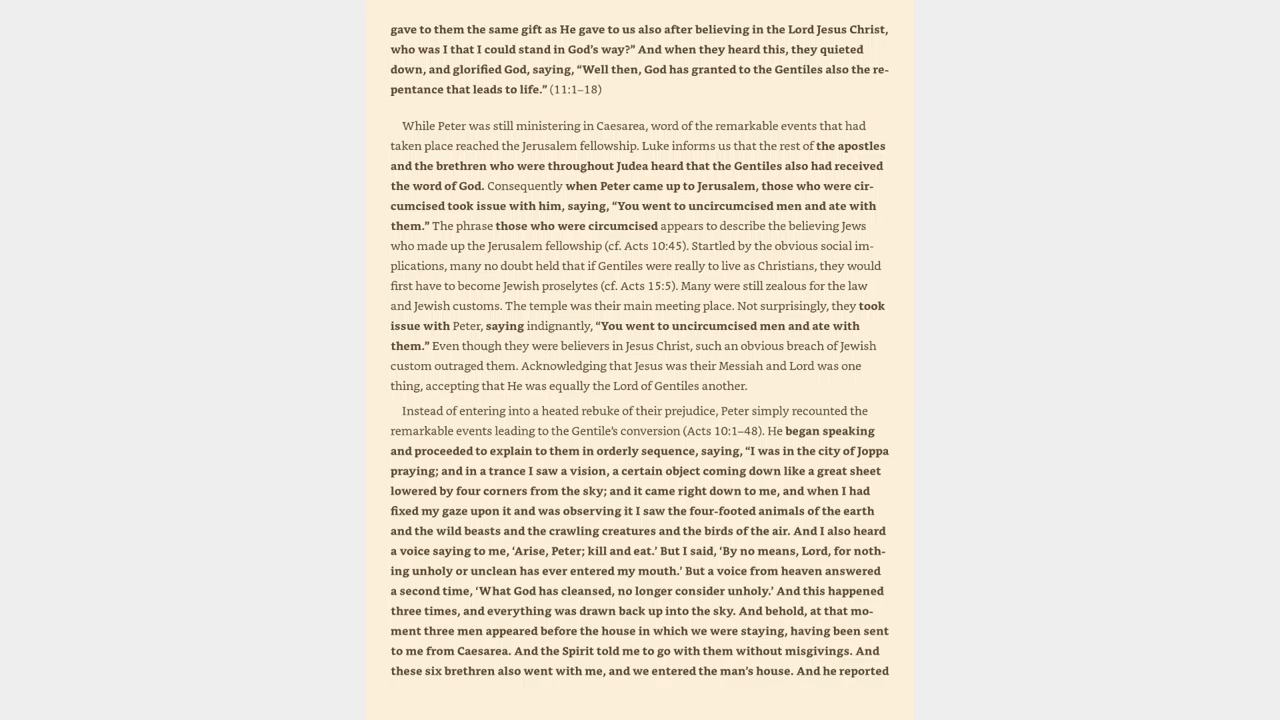 gave to them the same gift as He gave to us also after believing in the Lord Jesus Christ,
who was I that I could stand in God’s way?” And when they heard this, they quieted
down, and glorified God, saying, “Well then, God has granted to the Gentiles also the re-
pentance that leads to life.” (11:1–18)
While Peter was still ministering in Caesarea, word of the remarkable events that had
taken place reached the Jerusalem fellowship. Luke informs us that the rest of the apostles
and the brethren who were throughout Judea heard that the Gentiles also had received
the word of God. Consequently when Peter came up to Jerusalem, those who were cir-
cumcised took issue with him, saying, “You went to uncircumcised men and ate with
them.” The phrase those who were circumcised appears to describe the believing Jews
who made up the Jerusalem fellowship (cf. Acts 10:45). Startled by the obvious social im-
plications, many no doubt held that if Gentiles were really to live as Christians, they would
first have to become Jewish proselytes (cf. Acts 15:5). Many were still zealous for the law
and Jewish customs. The temple was their main meeting place. Not surprisingly, they took
issue with Peter, saying indignantly, “You went to uncircumcised men and ate with
them.” Even though they were believers in Jesus Christ, such an obvious breach of Jewish
custom outraged them. Acknowledging that Jesus was their Messiah and Lord was one
thing, accepting that He was equally the Lord of Gentiles another.
Instead of entering into a heated rebuke of their prejudice, Peter simply recounted the
remarkable events leading to the Gentile’s conversion (Acts 10:1–48). He began speaking
and proceeded to explain to them in orderly sequence, saying, “I was in the city of Joppa
praying; and in a trance I saw a vision, a certain object coming down like a great sheet
lowered by four corners from the sky; and it came right down to me, and when I had
fixed my gaze upon it and was observing it I saw the four-footed animals of the earth
and the wild beasts and the crawling creatures and the birds of the air. And I also heard
a voice saying to me, ‘Arise, Peter; kill and eat.’ But I said, ‘By no means, Lord, for noth-
ing unholy or unclean has ever entered my mouth.’ But a voice from heaven answered
a second time, ‘What God has cleansed, no longer consider unholy.’ And this happened
three times, and everything was drawn back up into the sky. And behold, at that mo-
ment three men appeared before the house in which we were staying, having been sent
to me from Caesarea. And the Spirit told me to go with them without misgivings. And
these six brethren also went with me, and we entered the man’s house. And he reported